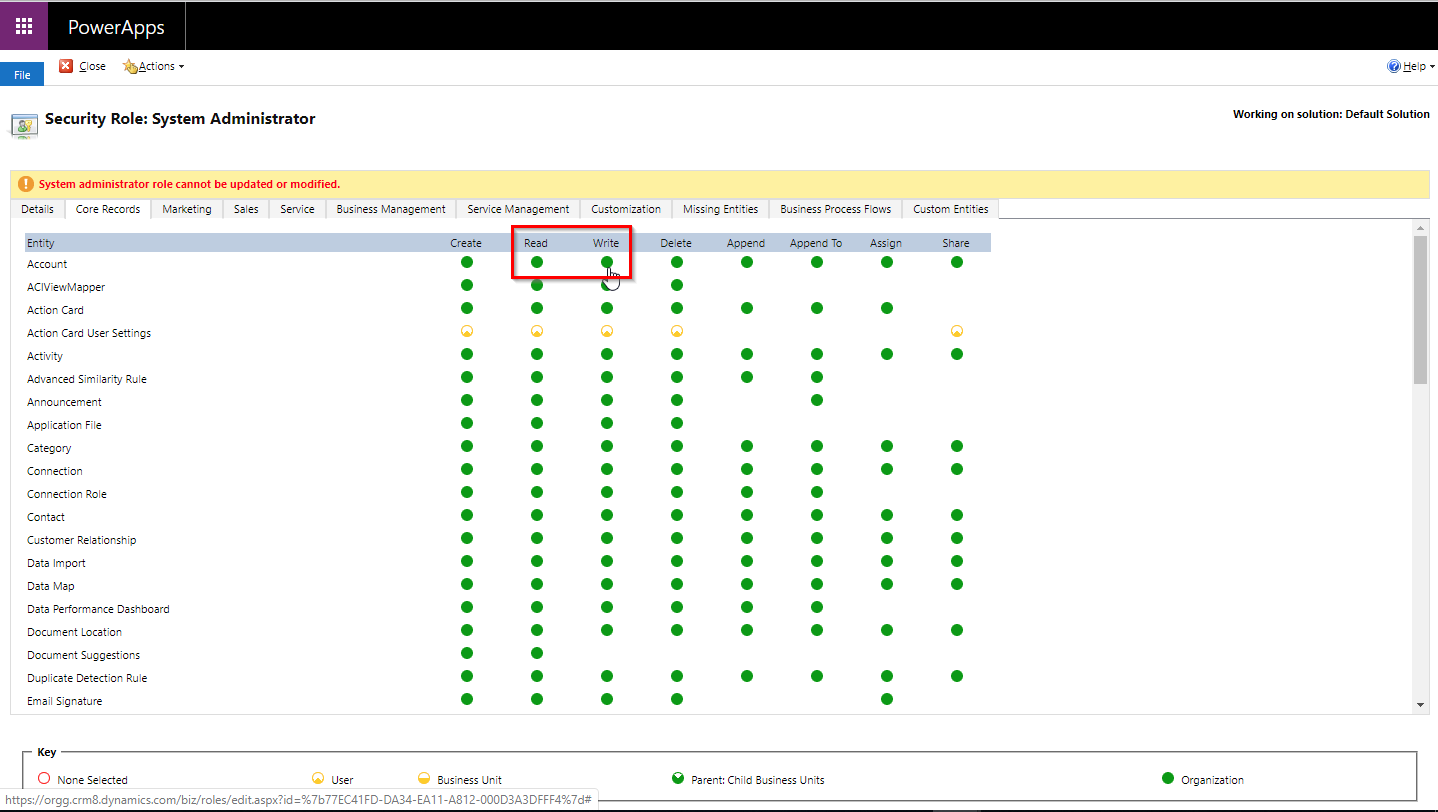 PowerApps
File Close Actions Help
Security Role: System Administrator
Working on solution: Default Solution
System administrator role cannot be updated or modified.
Details Core Records Marketing Sales Service Business Management Service Management Customization Missing Entities Business Process Flows Custom Entities
Entity Create Read Write Delete Append Append To Assign Share
Account
ACIViewMapper
Action Card
Action Card User Settings
Activity
Advanced Similarity Rule
Announcement
Application File
Category
Connection
Connection Role
Contact
Customer Relationship
Data Import
Data Map
Data Performance Dashboard
Document Location
Document Suggestions
Duplicate Detection Rule
Email Signature
Key
None Selected User Business Unit Parent: Child Business Units Organization
https://orgg.crm8.dynamics.com/biz/roles/edit.aspx?id=%7b77EC41FD-DA34-EA11-A812-000D3A3DFFF4%7d#